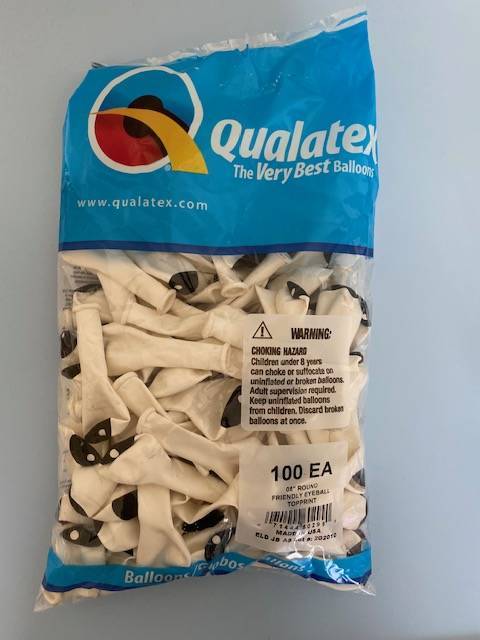 Qualatex
The Very Best Balloons
www.qualatex.com
WARNING:
CHOKING HAZARD
Children under 8 years
can choke or suffocate on
uninflated or broken balloons.
Adult supervision required.
Keep uninflated balloons
from children. Discard broken
balloons at once.
100 EA
ROUND
FRIENDLY EYEBALL
TOPPRINT
MADE IN USA
Balloons